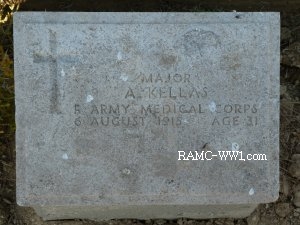 MAJOR
A. KELLAS
R. ARMY MEDICAL CORPS
6 AUGUST 1915 AGE 31
RAMC-WW1.com